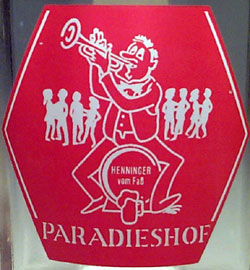 HENNINGER
vom Faß
PARADIESHOF